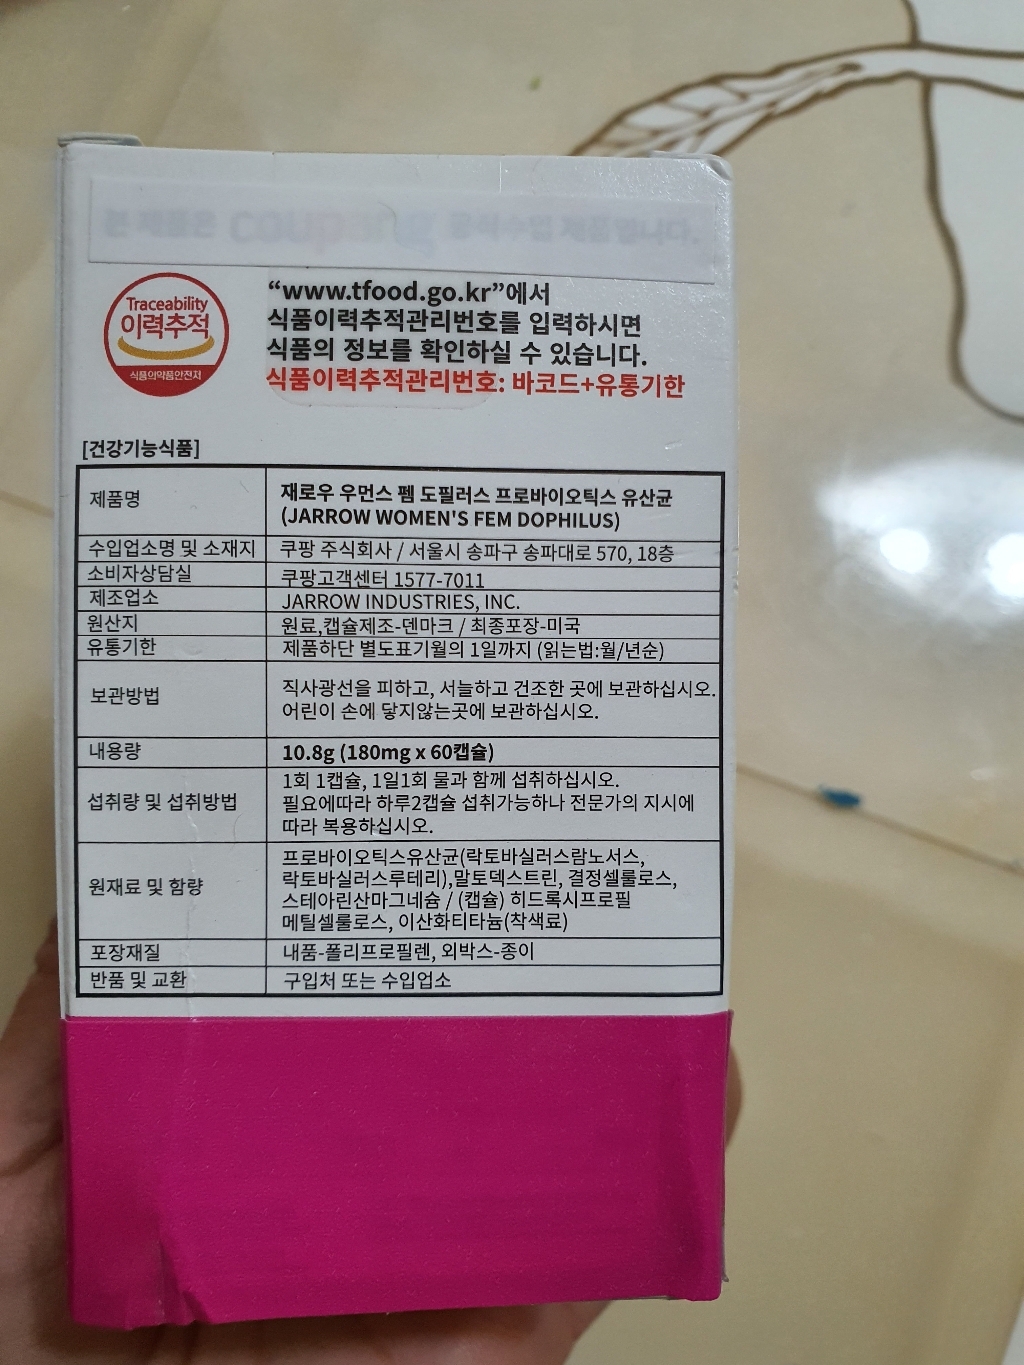 본 제품은 coupang 공식수입 제품입니다.
Traceability
이력추적
식품의약품안전처
“www.tfood.go.kr”에서
식품이력추적관리번호를 입력하시면
식품의 정보를 확인하실 수 있습니다.
식품이력추적관리번호: 바코드+유통기한
[건강기능식품]
제품명
재로우 우먼스 펨 도필러스 프로바이오틱스 유산균
(JARROW WOMEN'S FEM DOPHILUS)
수입업소명 및 소재지 쿠팡 주식회사 / 서울시 송파구 송파대로 570, 18층
소비자상담실 쿠팡고객센터 1577-7011
제조업소 JARROW INDUSTRIES, INC.
원산지 원료,캡슐제조-덴마크 / 최종포장-미국
유통기한 제품하단 별도표기월의 1일까지 (읽는법:월/년순)
보관방법
직사광선을 피하고, 서늘하고 건조한 곳에 보관하십시오.
어린이 손에 닿지않는곳에 보관하십시오.
내용량 10.8g (180mg x 60캡슐)
섭취량 및 섭취방법
1회 1캡슐, 1일1회 물과 함께 섭취하십시오.
필요에따라 하루2캡슐 섭취가능하나 전문가의 지시에
따라 복용하십시오.
원재료 및 함량
프로바이오틱스유산균(락토바실러스람노서스,
락토바실러스루테리),말토덱스트린, 결정셀룰로스,
스테아린산마그네슘 / (캡슐) 히드록시프로필
메틸셀룰로스, 이산화티타늄(착색료)
포장재질 내품-폴리프로필렌, 외박스-종이
반품 및 교환 구입처 또는 수입업소